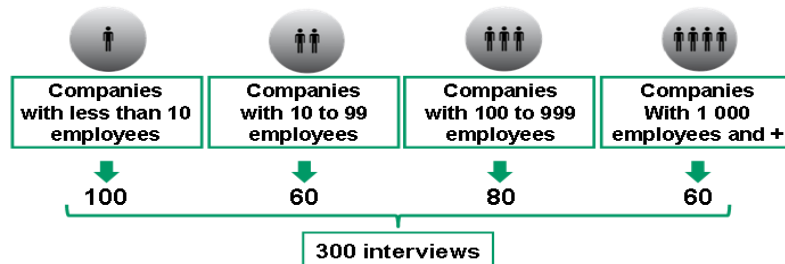 Companies
with less than 10
employees
Companies
with 10 to 99
employees
Companies
with 100 to 999
employees
Companies
With 1 000
employees and +
100
60
80
60
300 interviews